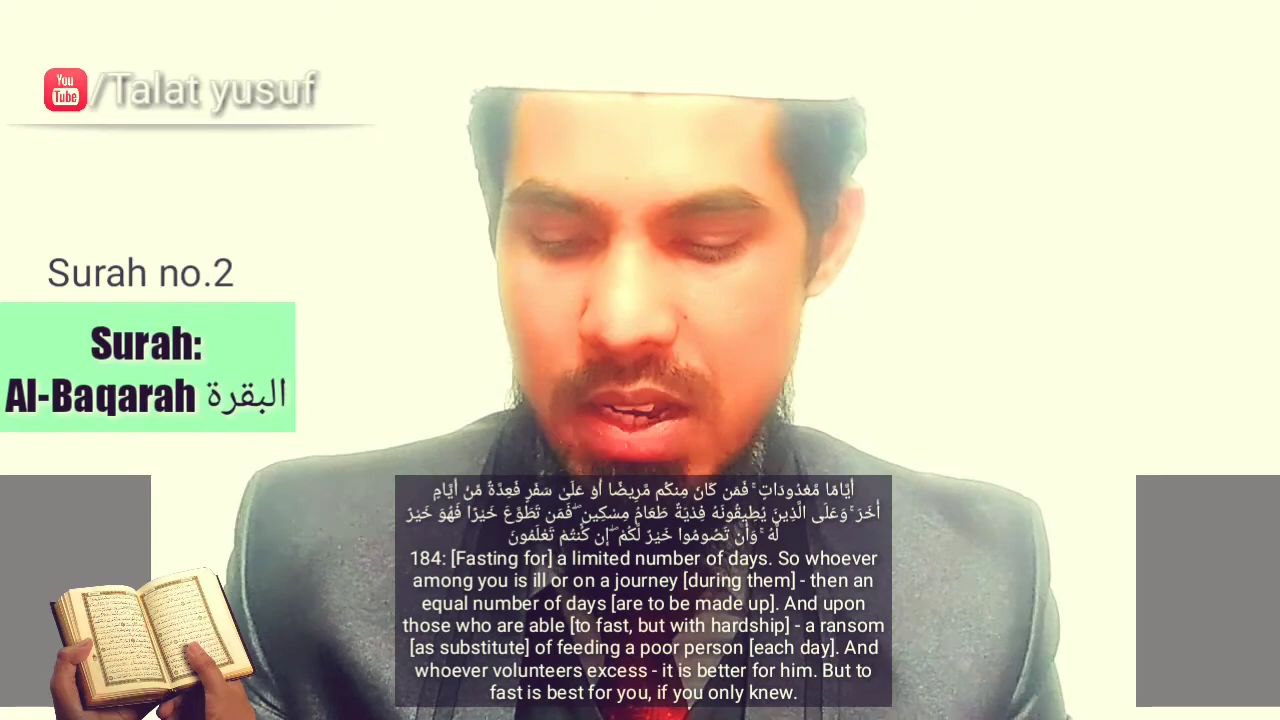 You
Tube
/Talat yusuf
Surah no.2
Surah:
Al-Baqarah البقرة
أَيَّامًا مَّعْدُودَاتٍ ۚ فَمَن كَانَ مِنكُم مَّرِيضًا أَوْ عَلَىٰ سَفَرٍ فَعِدَّةٌ مِّنْ أَيَّامٍ
أُخَرَ ۚ وَعَلَى الَّذِينَ يُطِيقُونَهُ فِدْيَةٌ طَعَامُ مِسْكِينٍ ۖ فَمَن تَطَوَّعَ خَيْرًا فَهُوَ خَيْرٌ
لَّهُ ۚ وَأَن تَصُومُوا خَيْرٌ لَّكُمْ ۖ إِن كُنتُمْ تَعْلَمُونَ
184: [Fasting for] a limited number of days. So whoever
among you is ill or on a journey [during them] - then an
equal number of days [are to be made up]. And upon
those who are able [to fast, but with hardship] - a ransom
[as substitute] of feeding a poor person [each day]. And
whoever volunteers excess - it is better for him. But to
fast is best for you, if you only knew.